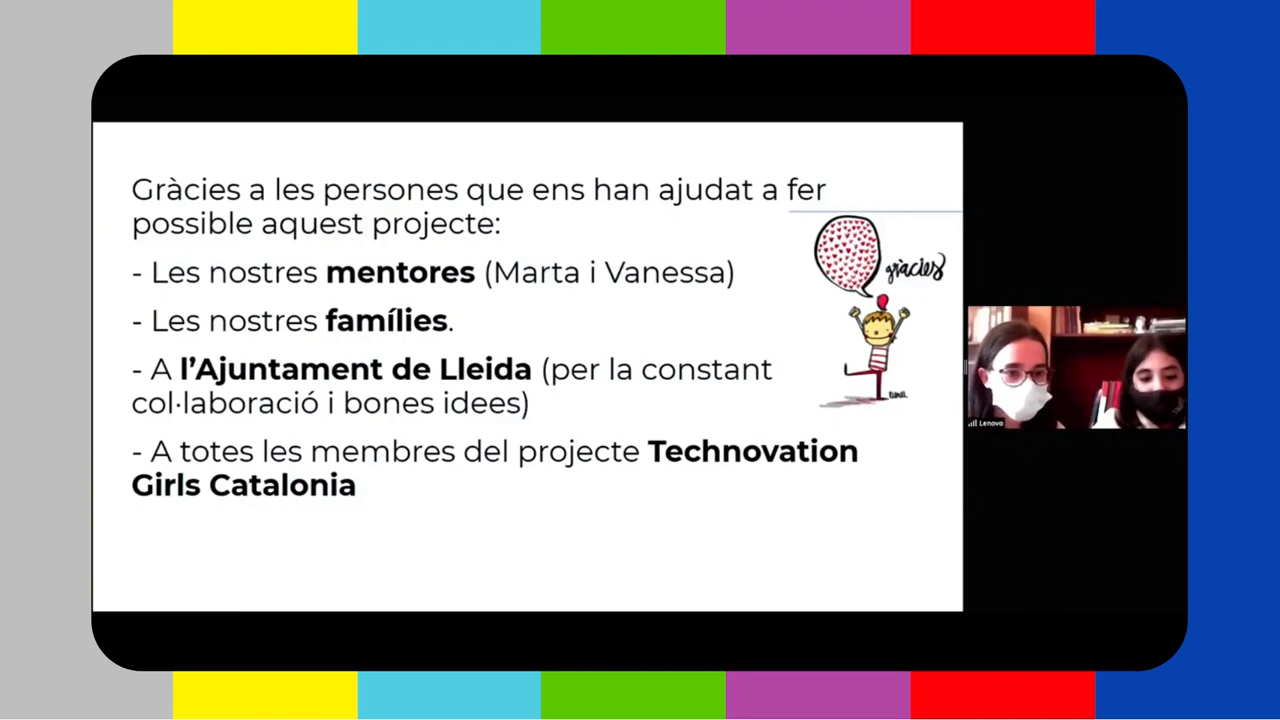 Gràcies a les persones que ens han ajudat a fer
possible aquest projecte:
- Les nostres mentores (Marta i Vanessa)
- Les nostres famílies.
- A l’Ajuntament de Lleida (per la constant
col·laboració i bones idees)
- A totes les membres del projecte Technovation
Girls Catalonia
gràcies
Lenovo